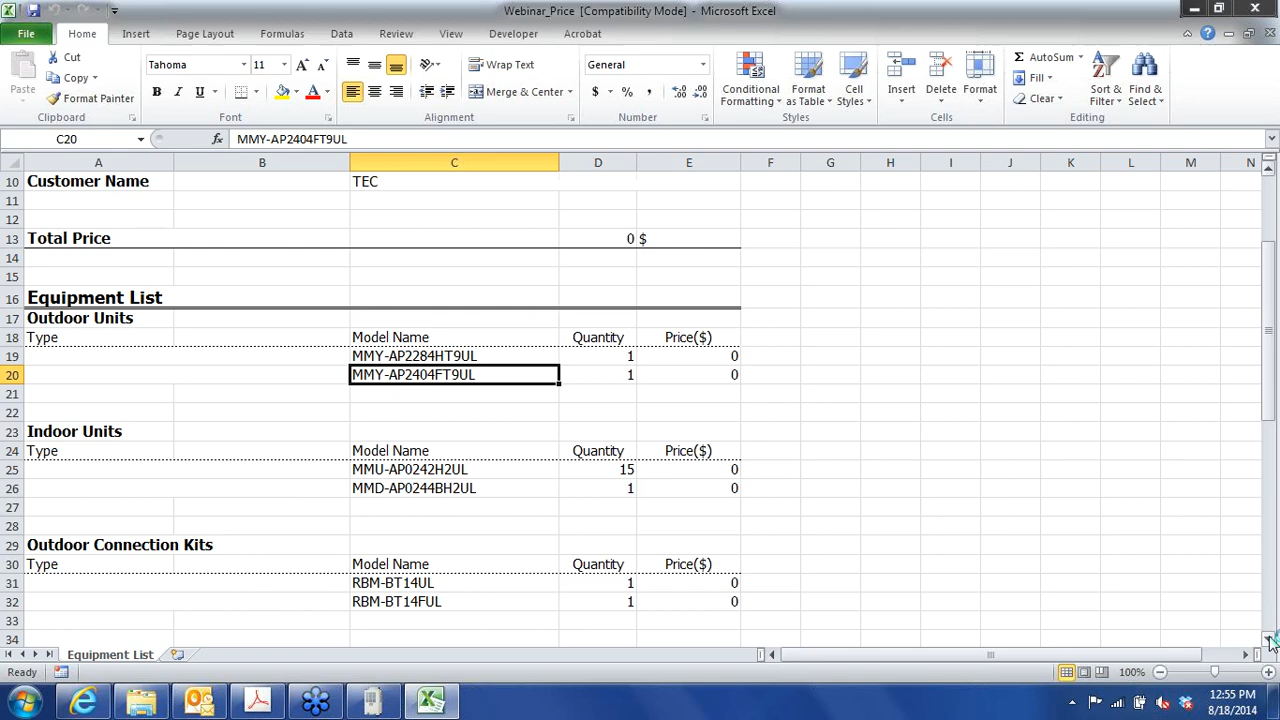 Webinar_Price [Compatibility Mode] - Microsoft Excel
File Home Insert Page Layout Formulas Data Review View Developer Acrobat
Paste Cut Copy Format Painter Clipboard
Tahoma 11 B I U A Font
Wrap Text Merge & Center Alignment
General $ % , Number
Conditional Formatting Format as Table Cell Styles Styles
Insert Delete Format Cells
AutoSum Fill Clear Sort & Filter Find & Select Editing
C20 fx MMY-AP2404FT9UL
A B C D E F G H I J K L M N
10 Customer Name TEC
11
12
13 Total Price 0 $
14
15
16 Equipment List
17 Outdoor Units
18 Type Model Name Quantity Price($)
19 MMY-AP2284HT9UL 1 0
20 MMY-AP2404FT9UL 1 0
21
22
23 Indoor Units
24 Type Model Name Quantity Price($)
25 MMU-AP0242H2UL 15 0
26 MMD-AP0244BH2UL 1 0
27
28
29 Outdoor Connection Kits
30 Type Model Name Quantity Price($)
31 RBM-BT14UL 1 0
32 RBM-BT14FUL 1 0
33
34
Equipment List
Ready 100%
12:55 PM
8/18/2014